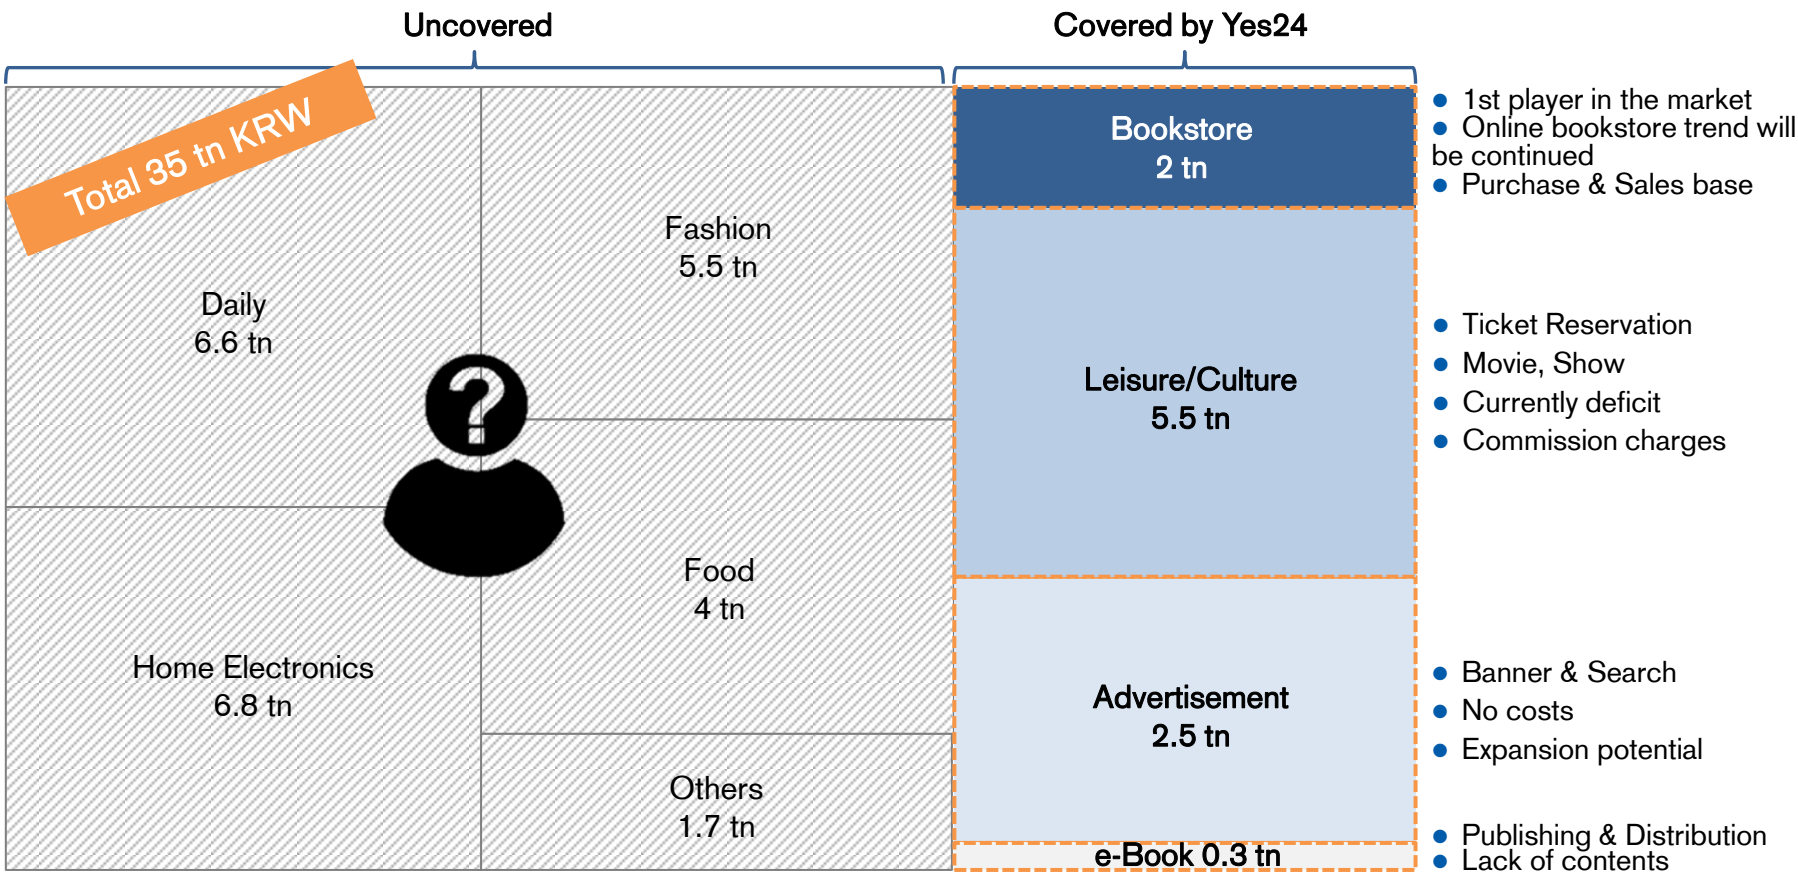 Uncovered
Covered by Yes24
Total 35 tn KRW
Daily
6.6 tn
Fashion
5.5 tn
Home Electronics
6.8 tn
Food
4 tn
Others
1.7 tn
?
Bookstore
2 tn
● 1st player in the market
● Online bookstore trend will
be continued
● Purchase & Sales base
Leisure/Culture
5.5 tn
● Ticket Reservation
● Movie, Show
● Currently deficit
● Commission charges
Advertisement
2.5 tn
● Banner & Search
● No costs
● Expansion potential
e-Book 0.3 tn
● Publishing & Distribution
● Lack of contents